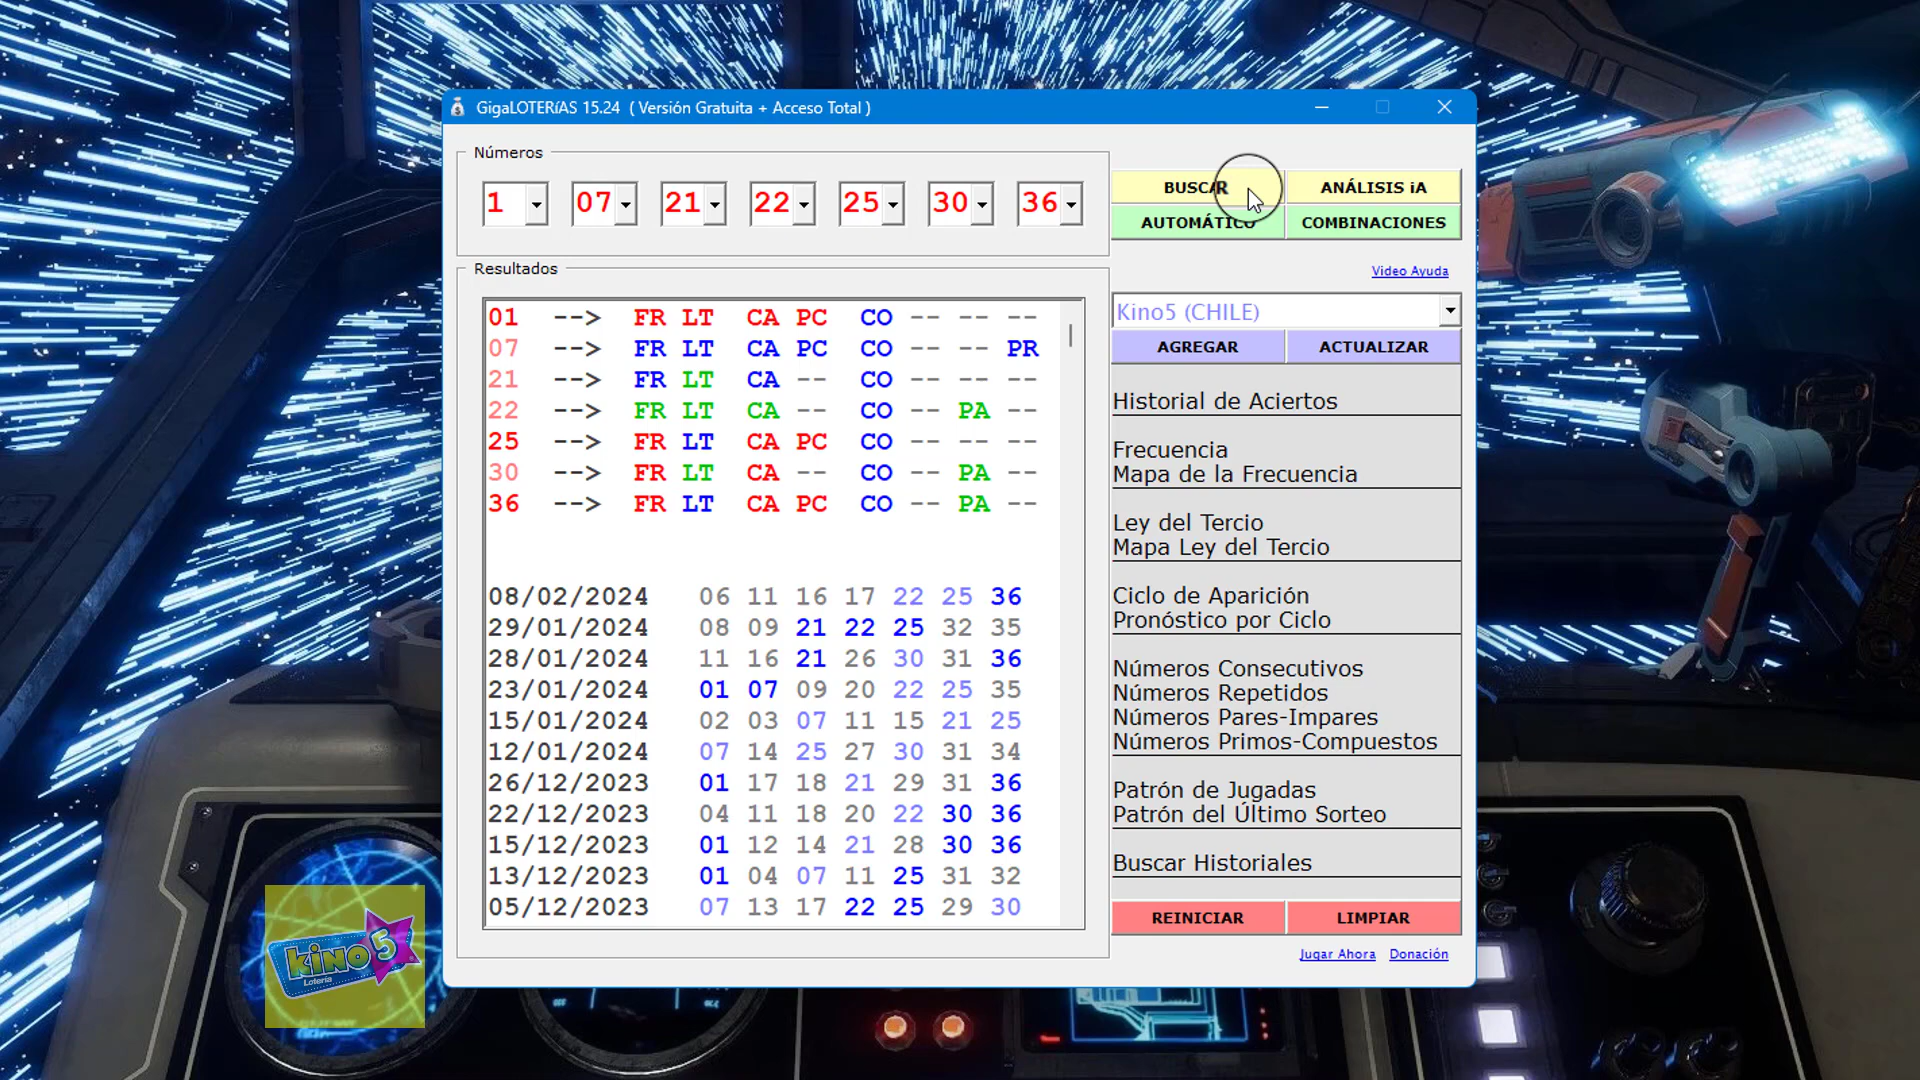 GigaLOTERíAS 15.24 ( Versión Gratuita + Acceso Total )
Números
1 07 21 22 25 30 36
BUSCAR
ANÁLISIS iA
AUTOMÁTICO
COMBINACIONES
Video Ayuda
Resultados
01 --> FR LT CA PC CO -- -- --
07 --> FR LT CA PC CO -- -- PR
21 --> FR LT CA -- CO -- -- --
22 --> FR LT CA -- CO -- PA --
25 --> FR LT CA PC CO -- -- --
30 --> FR LT CA -- CO -- PA --
36 --> FR LT CA PC CO -- PA --
08/02/2024 06 11 16 17 22 25 36
29/01/2024 08 09 21 22 25 32 35
28/01/2024 11 16 21 26 30 31 36
23/01/2024 01 07 09 20 22 25 35
15/01/2024 02 03 07 11 15 21 25
12/01/2024 07 14 25 27 30 31 34
26/12/2023 01 17 18 21 29 31 36
22/12/2023 04 11 18 20 22 30 36
15/12/2023 01 12 14 21 28 30 36
13/12/2023 01 04 07 11 25 31 32
05/12/2023 07 13 17 22 25 29 30
Kino5 (CHILE)
AGREGAR
ACTUALIZAR
Historial de Aciertos
Frecuencia
Mapa de la Frecuencia
Ley del Tercio
Mapa Ley del Tercio
Ciclo de Aparición
Pronóstico por Ciclo
Números Consecutivos
Números Repetidos
Números Pares-Impares
Números Primos-Compuestos
Patrón de Jugadas
Patrón del Último Sorteo
Buscar Historiales
REINICIAR
LIMPIAR
Jugar Ahora
Donación
kino 5
Lotería